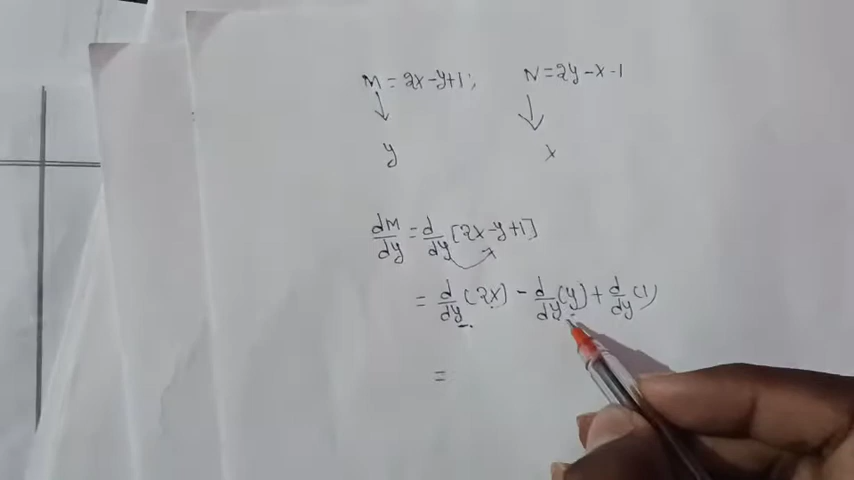 M = 2x-y+1; N = 2y-x-1
↓ ↓
y x
dM/dy = d/dy [2x-y+1]
= d/dy (2x) - d/dy (y) + d/dy (1)
=